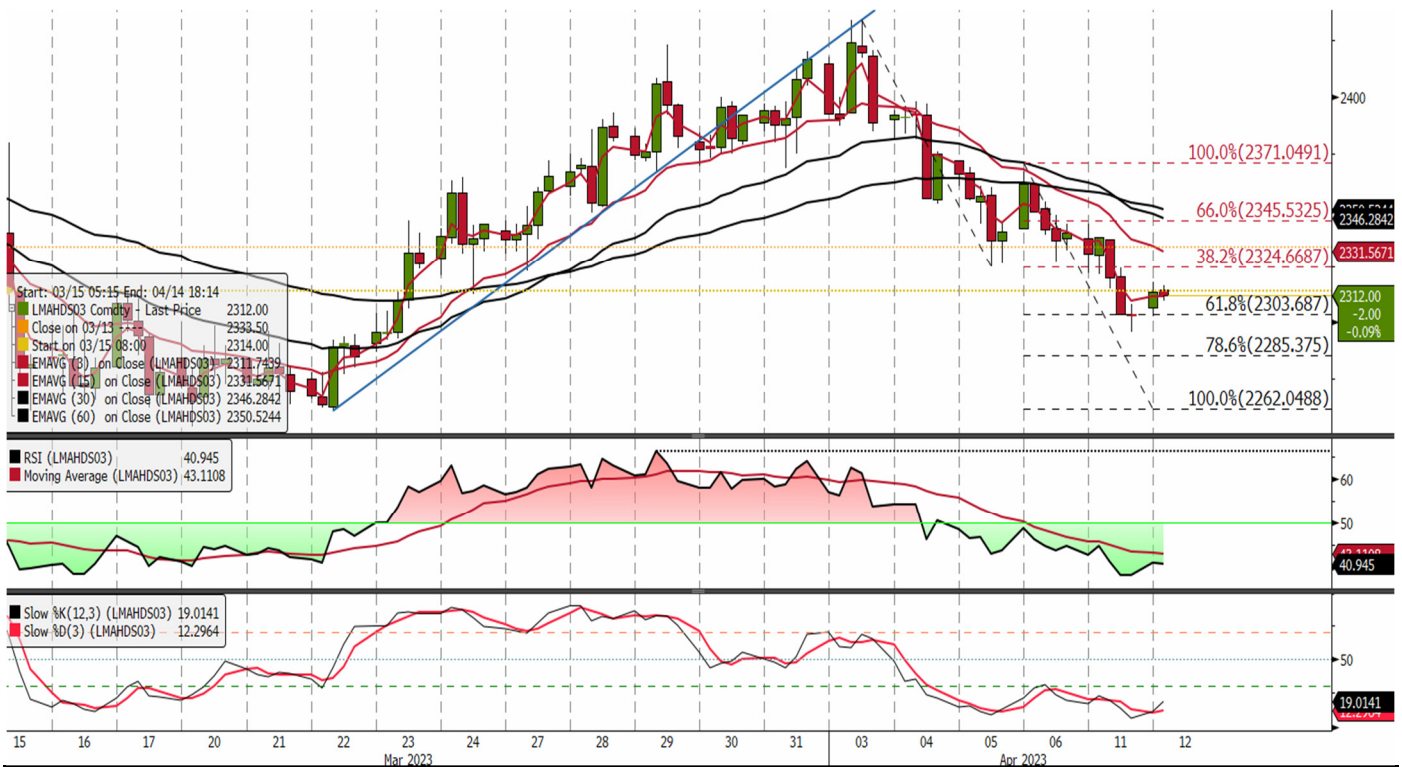 2400
100.0%(2371.0491)
66.0%(2345.5325)
2346.2842
2331.5671
38.2%(2324.6687)
2312.00
-2.00
-0.09%
61.8%(2303.687)
78.6%(2285.375)
100.0%(2262.0488)
Start: 03/15 05:15 End: 04/14 18:14
LMAHDS03 Comdty - Last Price 2312.00
Close on 03/13 ---- 2333.50
Start on 03/15 08:00 2314.00
EMAVG (3) on Close (LMAHDS03) 2311.7439
EMAVG (15) on Close (LMAHDS03) 2331.5671
EMAVG (30) on Close (LMAHDS03) 2346.2842
EMAVG (60) on Close (LMAHDS03) 2350.5244
RSI (LMAHDS03) 40.945
Moving Average (LMAHDS03) 43.1108
60
50
40.945
Slow %K(12,3) (LMAHDS03) 19.0141
Slow %D(3) (LMAHDS03) 12.2964
50
19.0141
12.2964
15 16 17 20 21 22 23 24 27 28 29 30 31 03 04 05 06 11 12
Mar 2023 Apr 2023